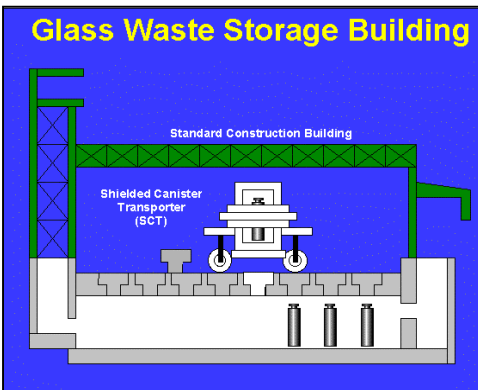 Glass Waste Storage Building
Standard Construction Building
Shielded Canister
Transporter
(SCT)